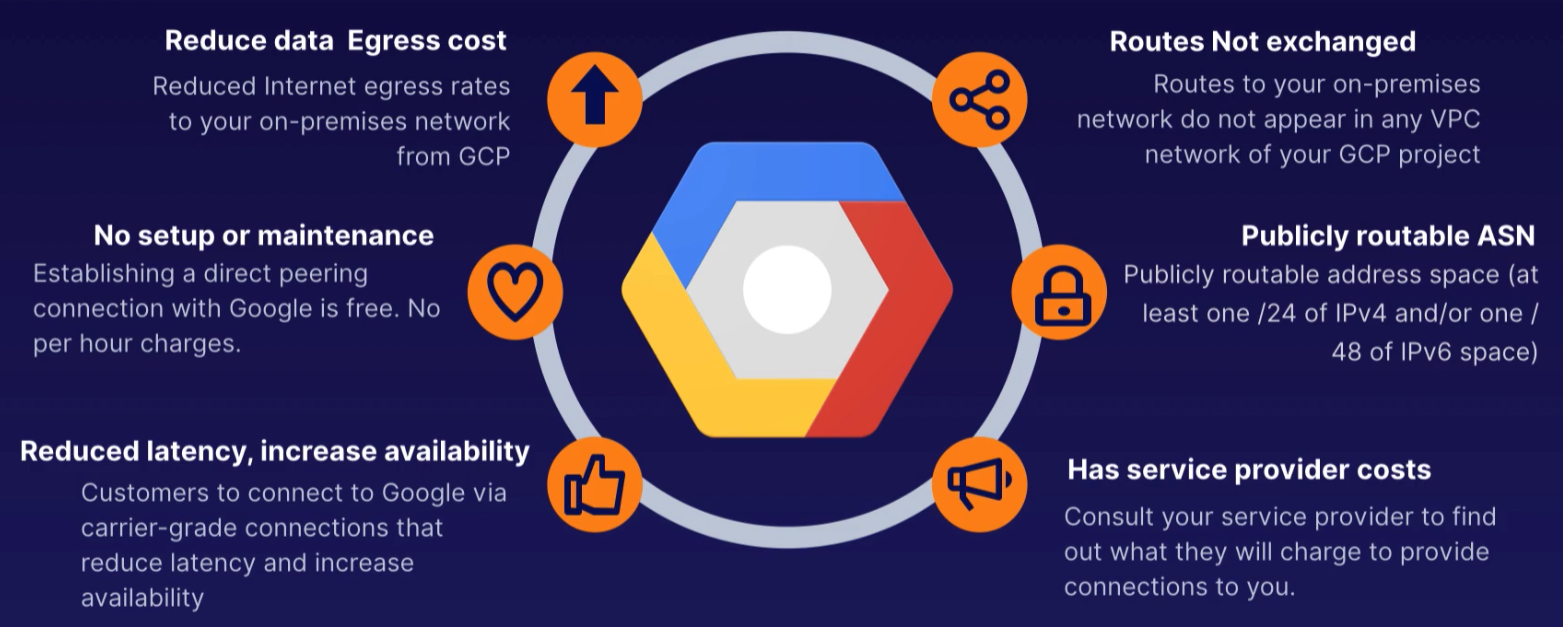 Reduce data  Egress cost
Reduced Internet egress rates
to your on-premises network
from GCP
No setup or maintenance
Establishing a direct peering
connection with Google is free. No
per hour charges.
Reduced latency, increase availability
Customers to connect to Google via
carrier-grade connections that
reduce latency and increase
availability
Routes Not exchanged
Routes to your on-premises
network do not appear in any VPC
network of your GCP project
Publicly routable ASN
Publicly routable address space (at
least one /24 of IPv4 and/or one /
48 of IPv6 space)
Has service provider costs
Consult your service provider to find
out what they will charge to provide
connections to you.